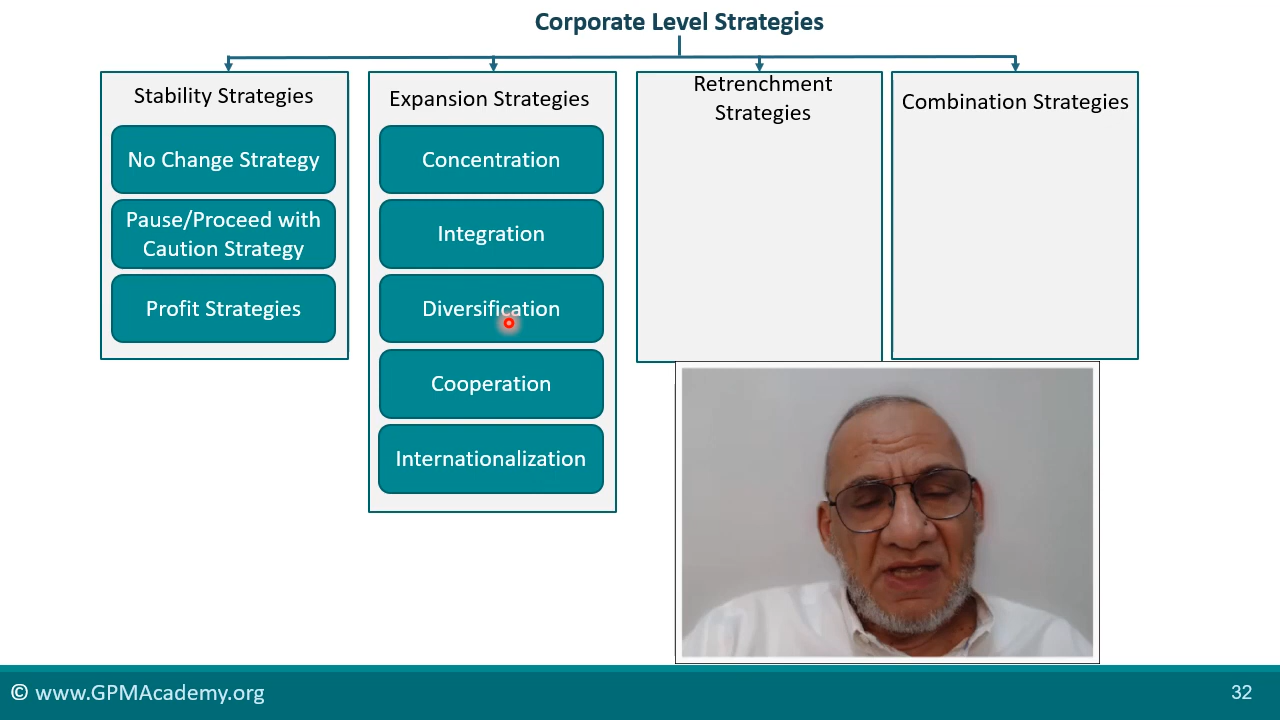 Corporate Level Strategies
Stability Strategies
No Change Strategy
Pause/Proceed with
Caution Strategy
Profit Strategies
Expansion Strategies
Concentration
Integration
Diversification
Cooperation
Internationalization
Retrenchment
Strategies
Combination Strategies
© www.GPMAcademy.org
32